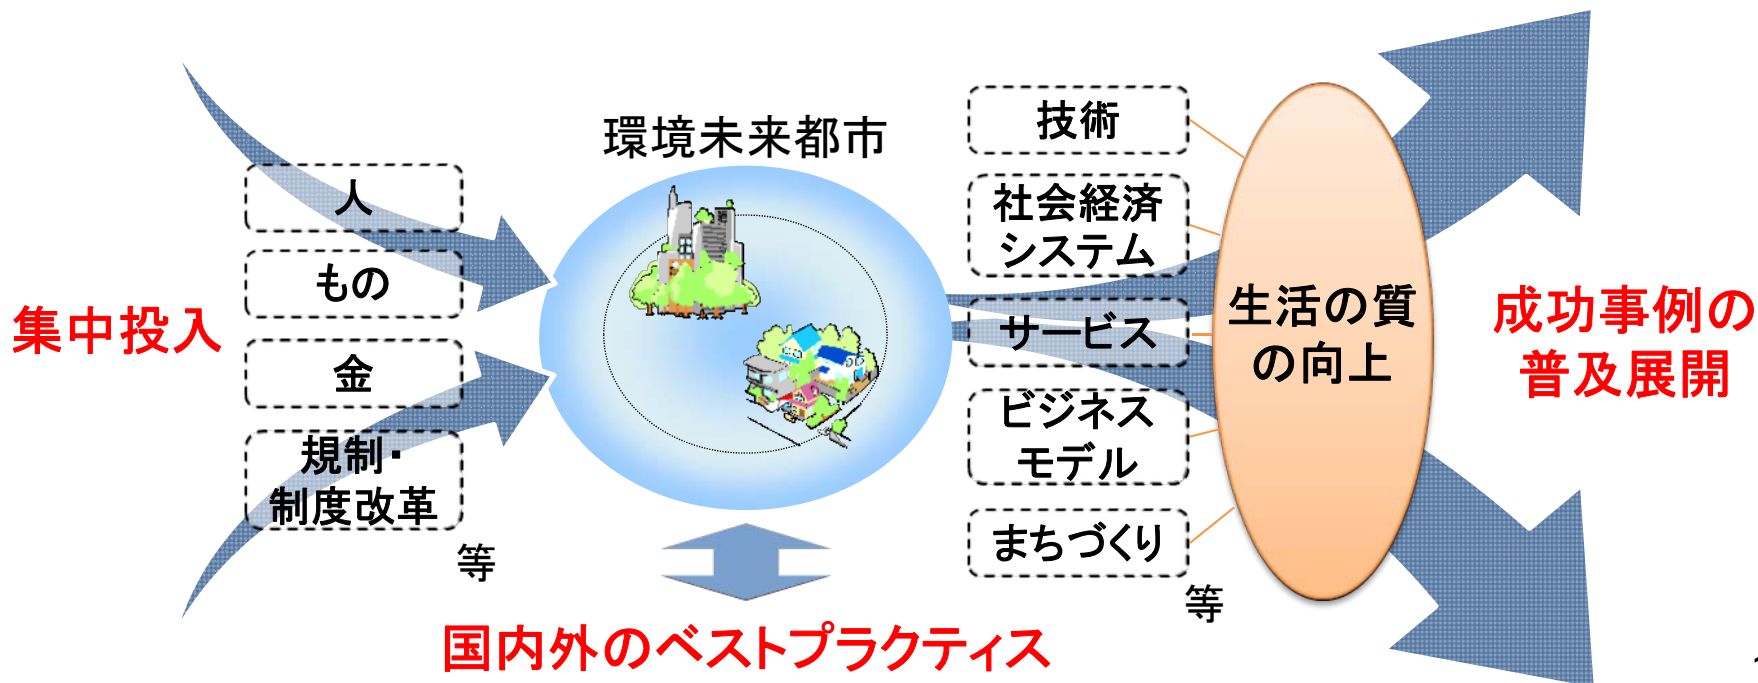 集中投入
人
もの
金
規制・
制度改革
等
環境未来都市
国内外のベストプラクティス
技術
社会経済
システム
サービス
ビジネス
モデル
まちづくり
等
生活の質
の向上
成功事例の
普及展開